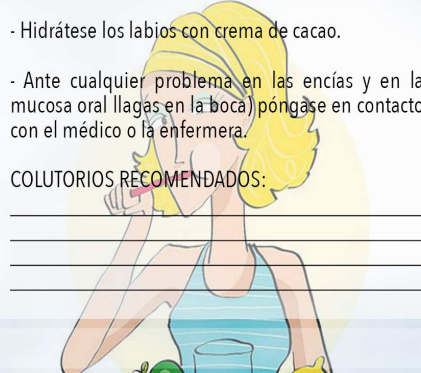 - Hidrátese los labios con crema de cacao.
- Ante cualquier problema en las encías y en la
mucosa oral llagas en la boca) póngase en contacto
con el médico o la enfermera.
COLUTORIOS RECOMENDADOS: